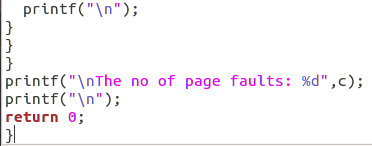 printf("\n");
}
}
}
printf("\nThe no of page faults: %d",c);
printf("\n");
return 0;
}